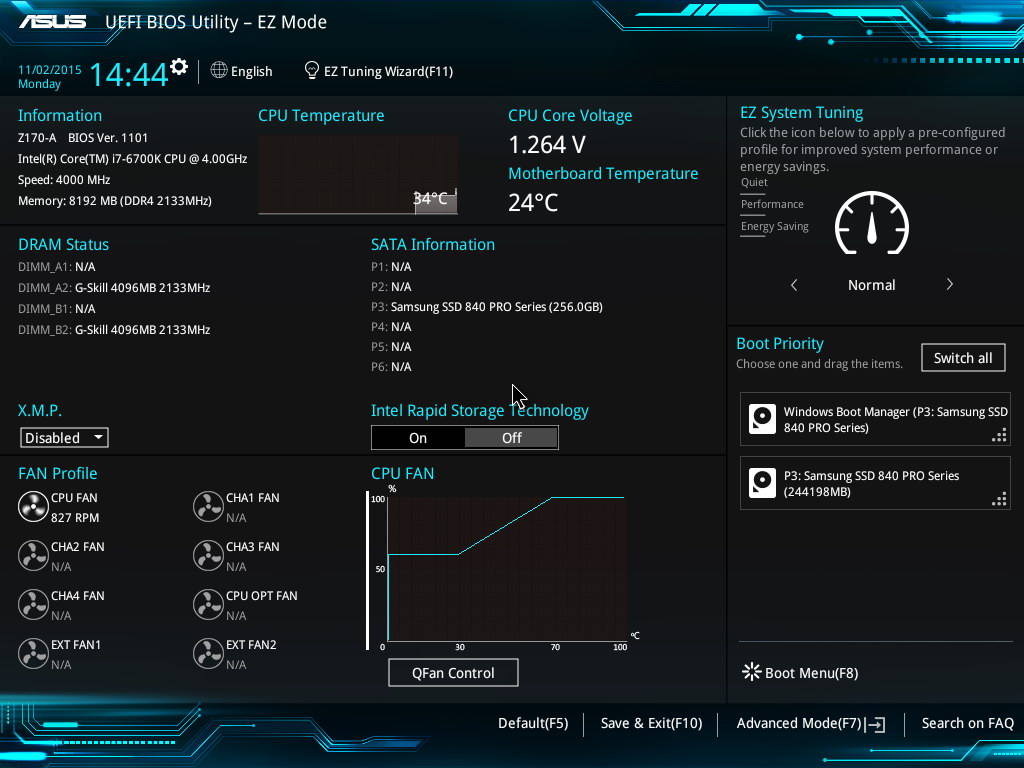 ASUS UEFI BIOS Utility – EZ Mode
11/02/2015
Monday
14:44
English
EZ Tuning Wizard(F11)
Information
Z170-A BIOS Ver. 1101
Intel(R) Core(TM) i7-6700K CPU @ 4.00GHz
Speed: 4000 MHz
Memory: 8192 MB (DDR4 2133MHz)
CPU Temperature
34°C
CPU Core Voltage
1.264 V
Motherboard Temperature
24°C
EZ System Tuning
Click the icon below to apply a pre-configured
profile for improved system performance or
energy savings.
Quiet
Performance
Energy Saving
Normal
DRAM Status
DIMM_A1: N/A
DIMM_A2: G-Skill 4096MB 2133MHz
DIMM_B1: N/A
DIMM_B2: G-Skill 4096MB 2133MHz
SATA Information
P1: N/A
P2: N/A
P3: Samsung SSD 840 PRO Series (256.0GB)
P4: N/A
P5: N/A
P6: N/A
X.M.P.
Disabled
Intel Rapid Storage Technology
On Off
Boot Priority
Choose one and drag the items.
Switch all
Windows Boot Manager (P3: Samsung SSD
840 PRO Series)
P3: Samsung SSD 840 PRO Series
(244198MB)
FAN Profile
CPU FAN
827 RPM
CHA1 FAN
N/A
CHA2 FAN
N/A
CHA3 FAN
N/A
CHA4 FAN
N/A
CPU OPT FAN
N/A
EXT FAN1
N/A
EXT FAN2
N/A
CPU FAN
%
100
50
0 30 70 100
°C
QFan Control
Boot Menu(F8)
Default(F5)
Save & Exit(F10)
Advanced Mode(F7)
Search on FAQ